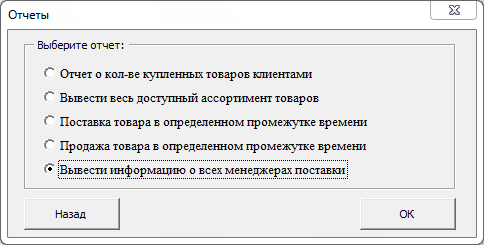 Отчеты
Выберите отчет:
Отчет о кол-ве купленных товаров клиентами
Вывести весь доступный ассортимент товаров
Поставка товара в определенном промежутке времени
Продажа товара в определенном промежутке времени
Вывести информацию о всех менеджерах поставки
Назад
ОК